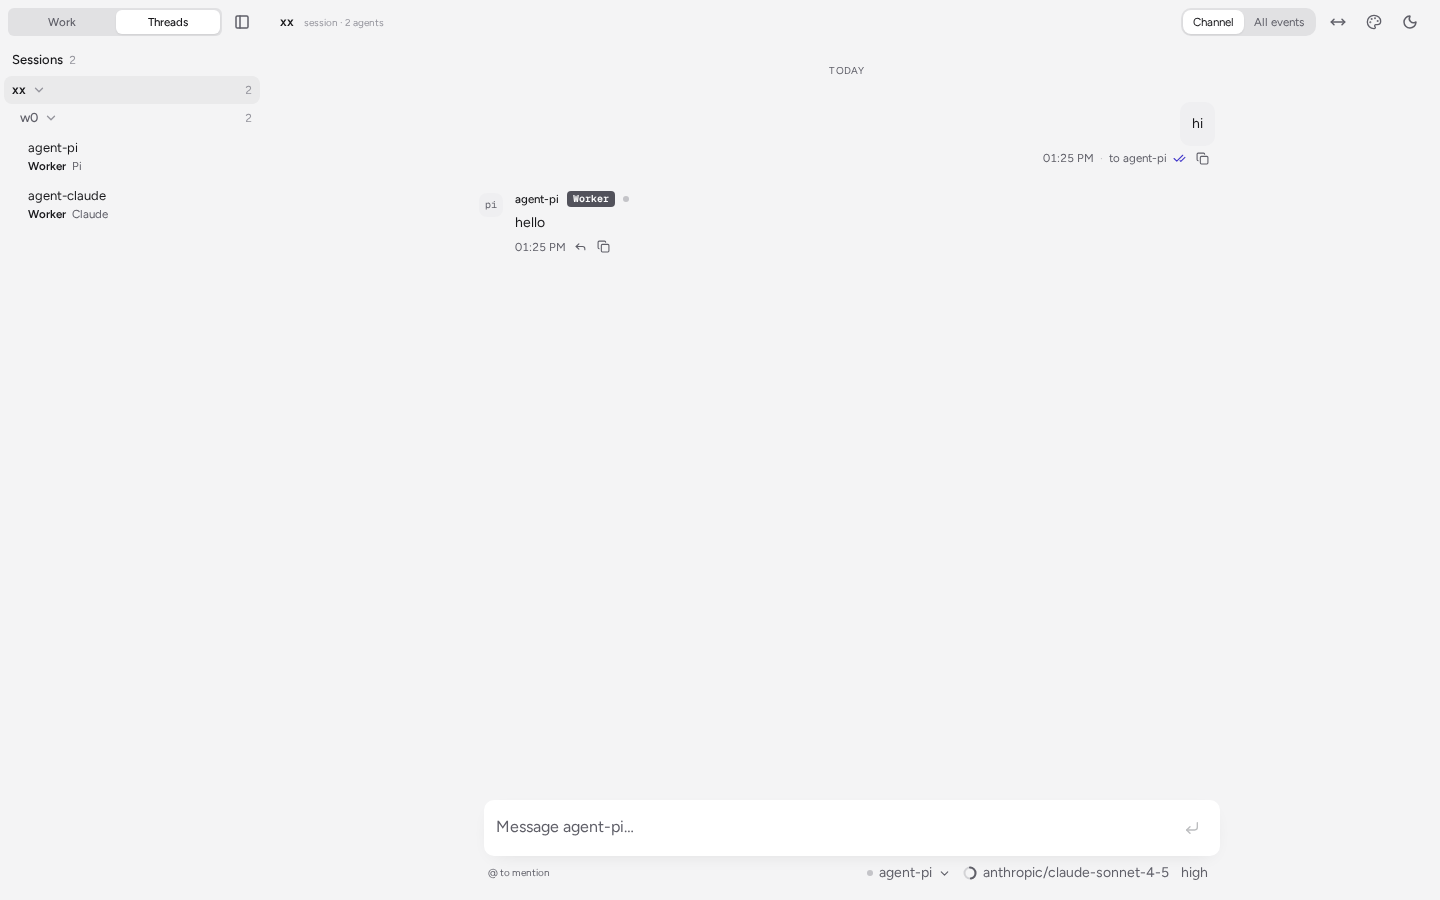 Work
Threads
xx session · 2 agents
Channel
All events
Sessions 2
xx 2
w0 2
agent-pi
Worker Pi
agent-claude
Worker Claude
TODAY
hi
01:25 PM · to agent-pi
pi agent-pi Worker
hello
01:25 PM
Message agent-pi...
@ to mention
agent-pi
anthropic/claude-sonnet-4-5 high